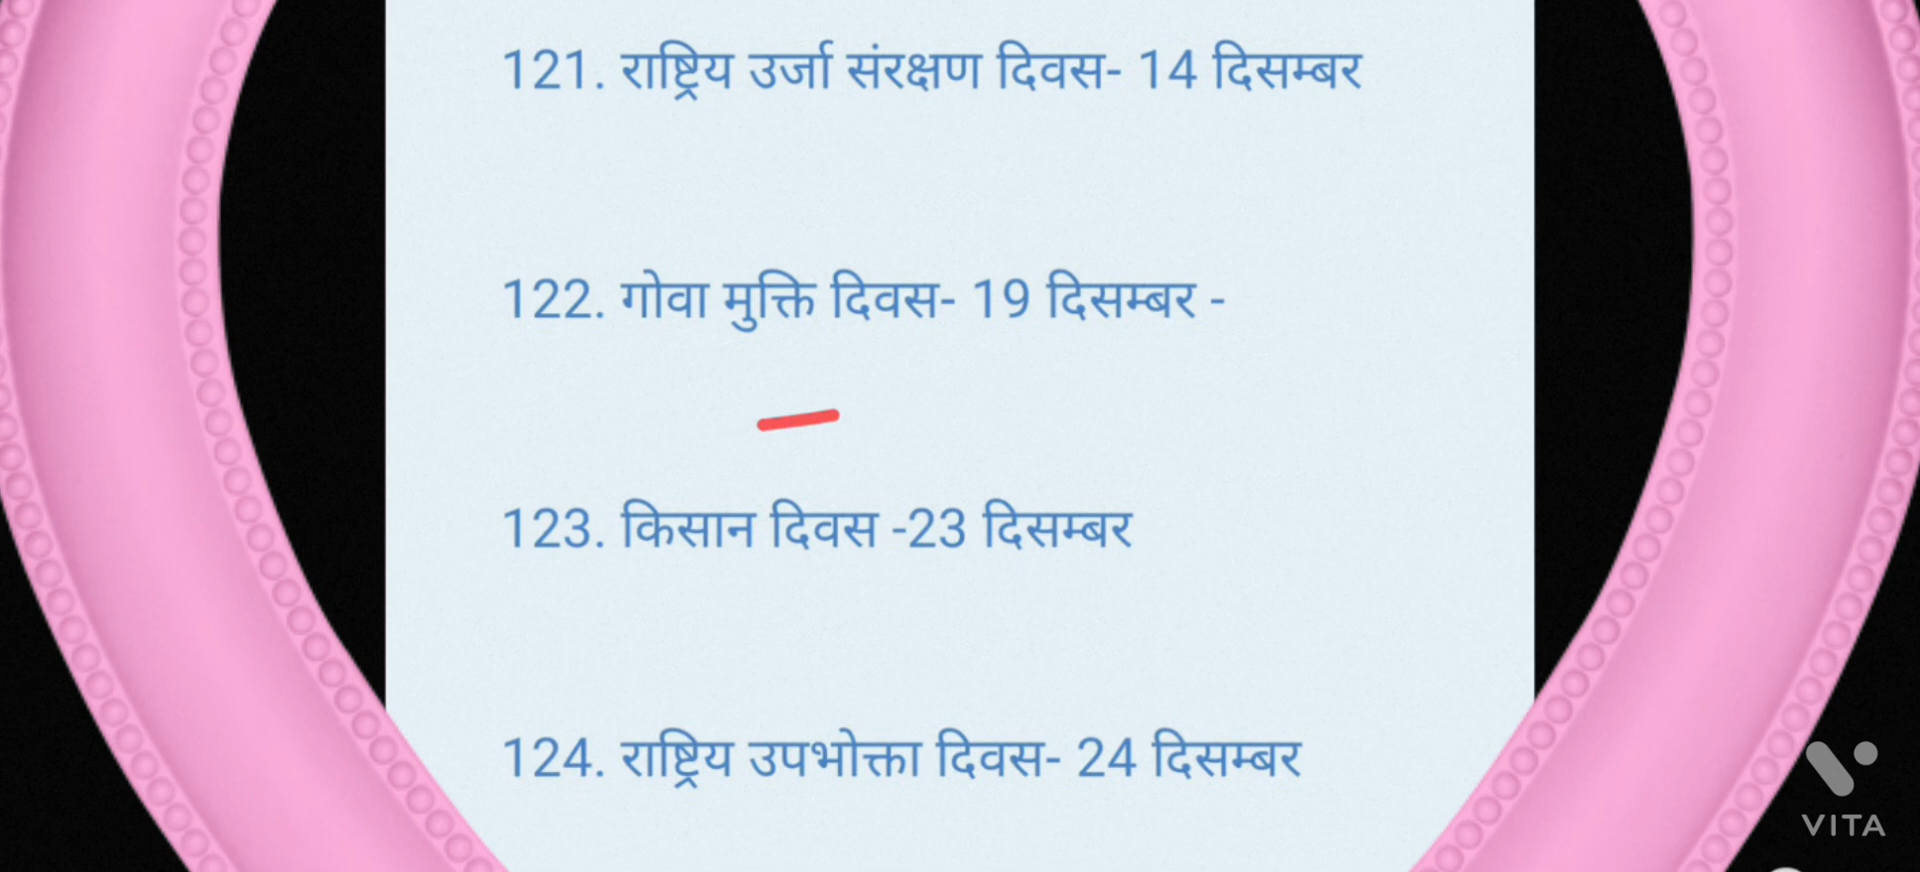 121. राष्ट्रिय उर्जा संरक्षण दिवस- 14 दिसम्बर
122. गोवा मुक्ति दिवस- 19 दिसम्बर -
123. किसान दिवस -23 दिसम्बर
124. राष्ट्रिय उपभोक्ता दिवस- 24 दिसम्बर
VITA